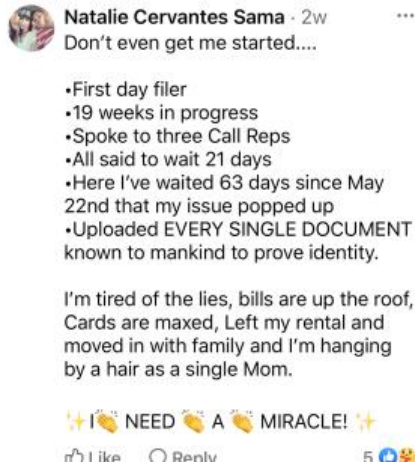 Natalie Cervantes Sama · 2w
Don't even get me started....
•First day filer
•19 weeks in progress
•Spoke to three Call Reps
•All said to wait 21 days
•Here I've waited 63 days since May
22nd that my issue popped up
•Uploaded EVERY SINGLE DOCUMENT
known to mankind to prove identity.
I'm tired of the lies, bills are up the roof,
Cards are maxed, Left my rental and
moved in with family and I'm hanging
by a hair as a single Mom.
✨I👏 NEED 👏 A 👏 MIRACLE! ✨
Like Reply 5